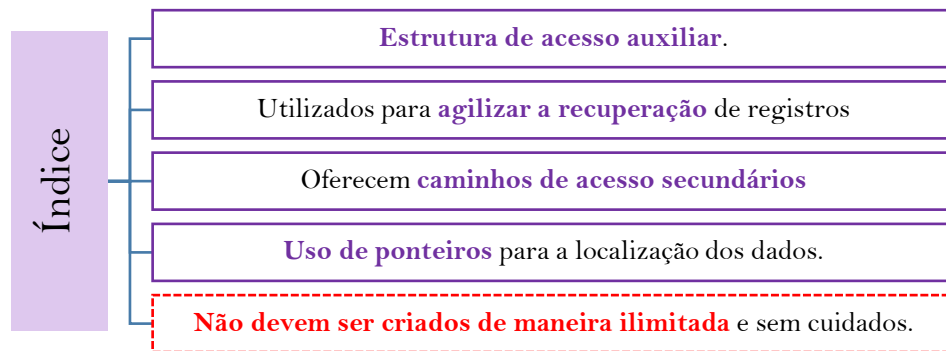 Índice
Estrutura de acesso auxiliar.
Utilizados para agilizar a recuperação de registros
Oferecem caminhos de acesso secundários
Uso de ponteiros para a localização dos dados.
Não devem ser criados de maneira ilimitada e sem cuidados.